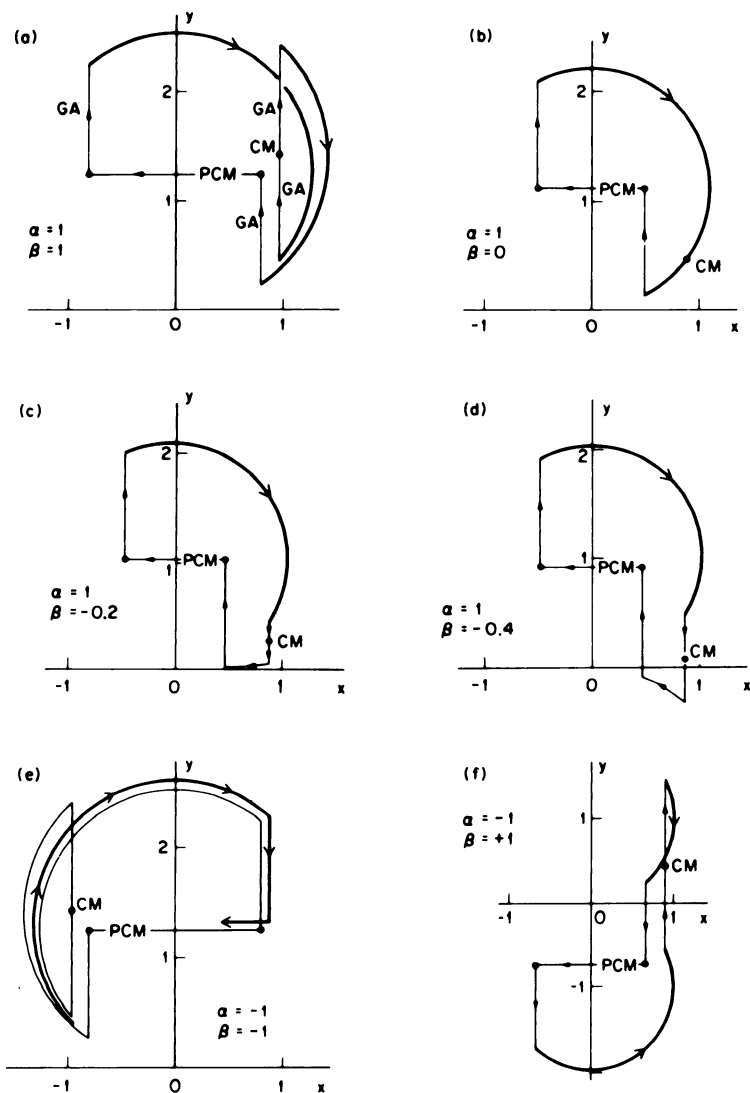 (a)
y
2
GA
GA
CM
PCM
GA
GA
1
α = 1
β = 1
-1
0
1
(b)
y
2
PCM
1
α = 1
β = 0
CM
-1
0
1
x
(c)
y
2
PCM
1
α = 1
β = -0.2
CM
-1
0
1
x
(d)
y
2
1
PCM
α = 1
β = -0.4
CM
-1
0
1
x
(e)
y
2
CM
PCM
1
α = -1
β = -1
-1
0
1
x
(f)
y
1
α = -1
β = +1
CM
-1
0
1
x
PCM
-1